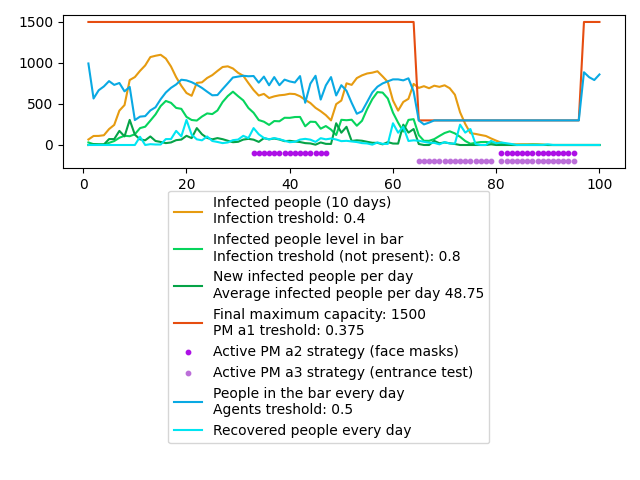 1500
1000
500
0
0
20
40
60
80
100
Infected people (10 days)
Infection treshold: 0.4
Infected people level in bar
Infection treshold (not present): 0.8
New infected people per day
Average infected people per day 48.75
Final maximum capacity: 1500
PM a1 treshold: 0.375
Active PM a2 strategy (face masks)
Active PM a3 strategy (entrance test)
People in the bar every day
Agents treshold: 0.5
Recovered people every day